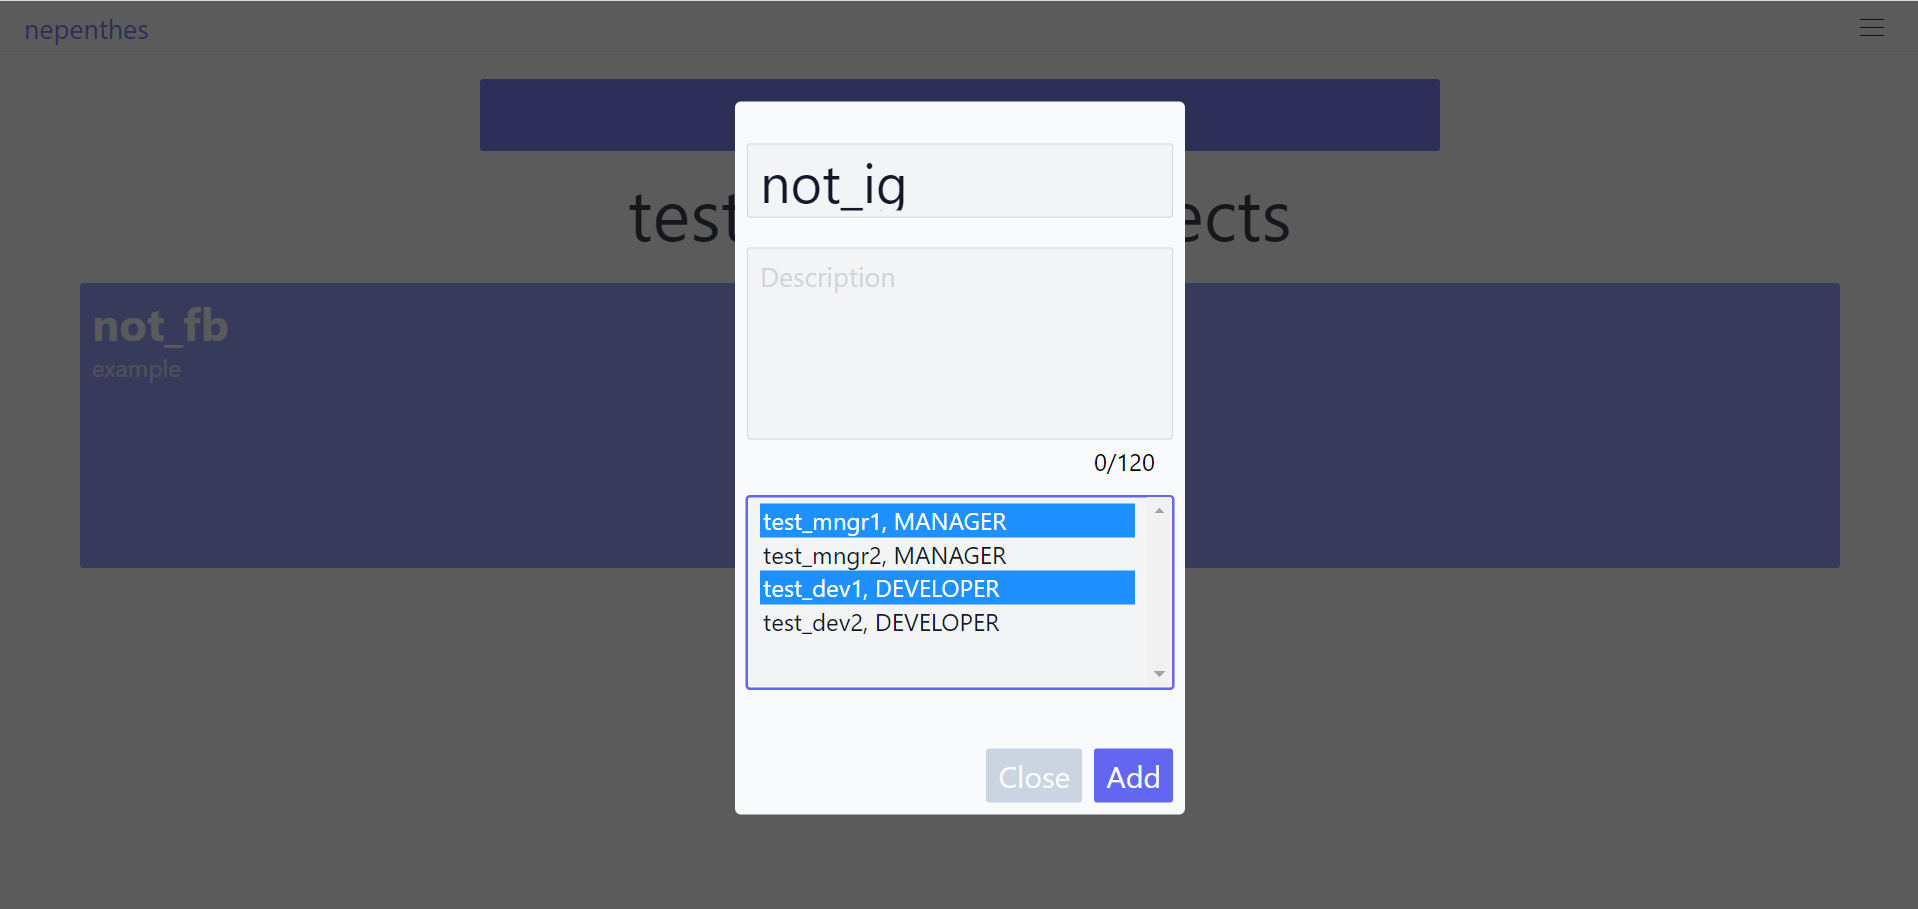 nepenthes
not_ig
test ects
not_fb
example
Description
0/120
test_mngr1, MANAGER
test_mngr2, MANAGER
test_dev1, DEVELOPER
test_dev2, DEVELOPER
Close Add